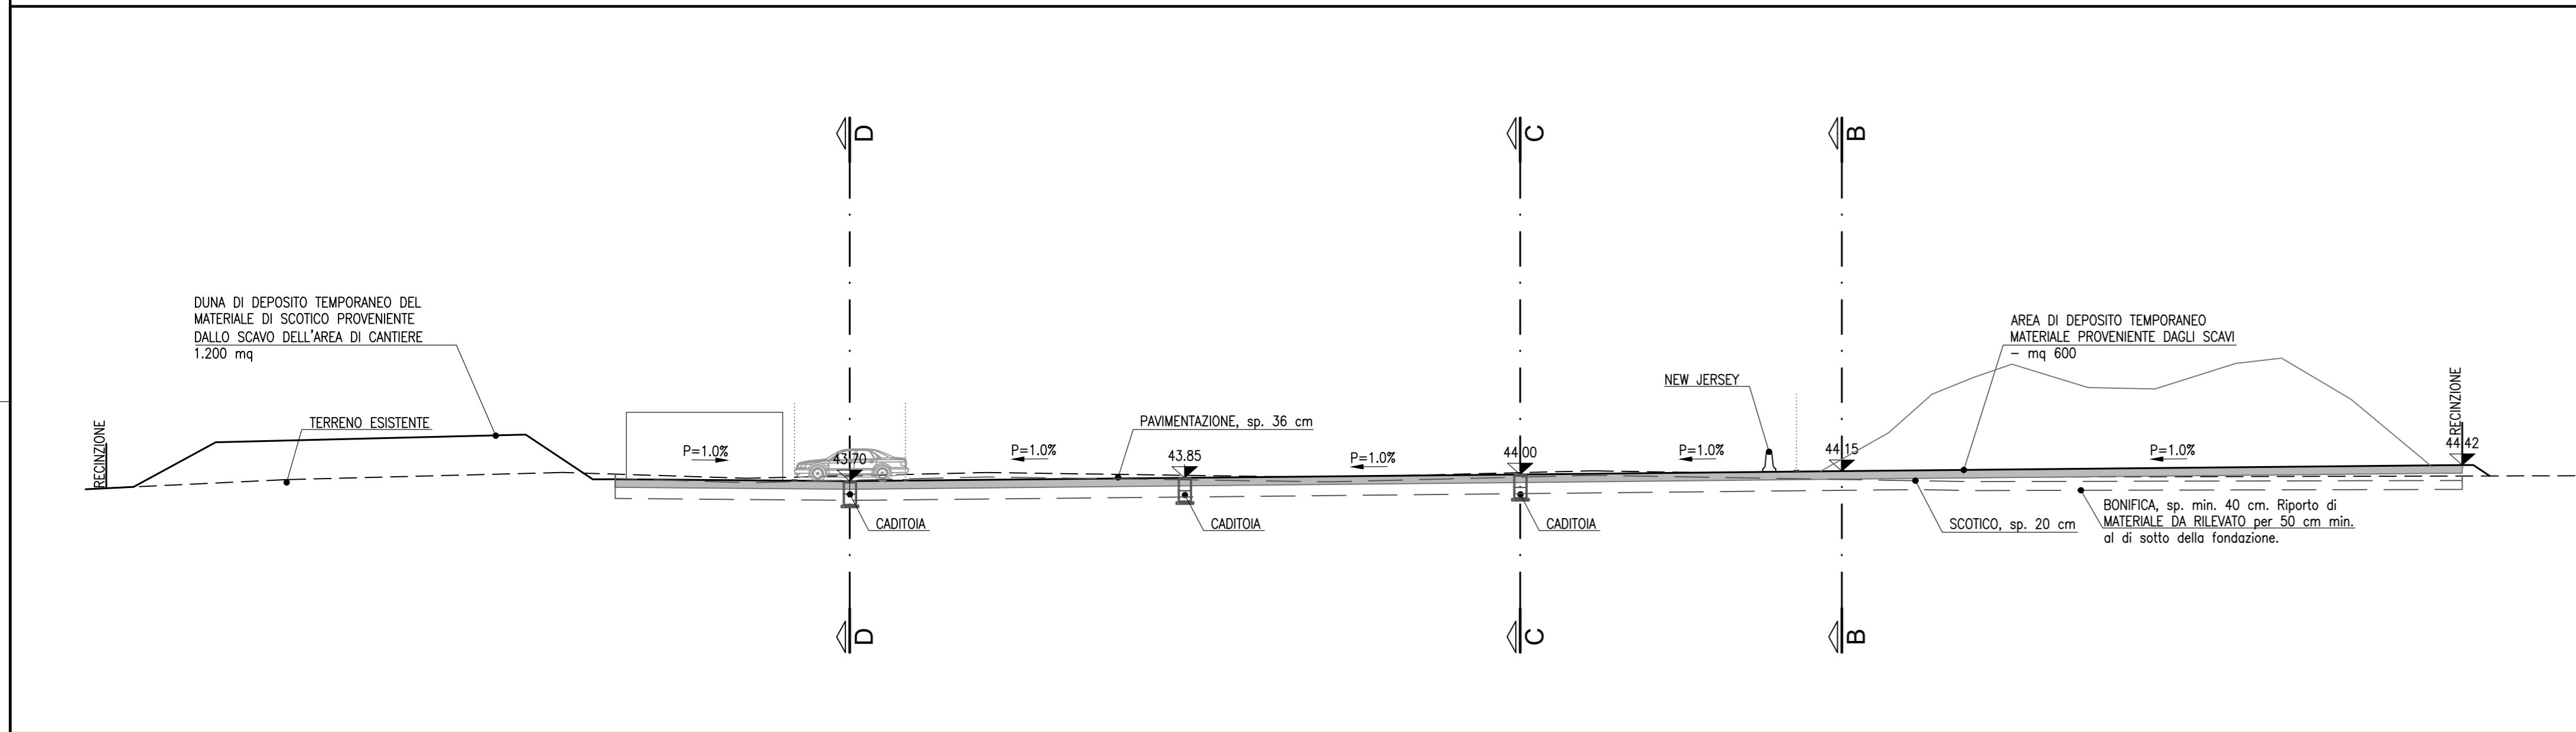 D
C
B
DUNA DI DEPOSITO TEMPORANEO DEL
MATERIALE DI SCOTICO PROVENIENTE
DALLO SCAVO DELL'AREA DI CANTIERE
1.200 mq
AREA DI DEPOSITO TEMPORANEO
MATERIALE PROVENIENTE DAGLI SCAVI
- mq 600
NEW JERSEY
RECINZIONE
TERRENO ESISTENTE
PAVIMENTAZIONE, sp. 36 cm
RECINZIONE
P=1.0%
43.70
P=1.0%
43.85
P=1.0%
44.00
P=1.0%
44.15
P=1.0%
44.42
CADITOIA
CADITOIA
CADITOIA
SCOTICO, sp. 20 cm
BONIFICA, sp. min. 40 cm. Riporto di
MATERIALE DA RILEVATO per 50 cm min.
al di sotto della fondazione.
D
C
B